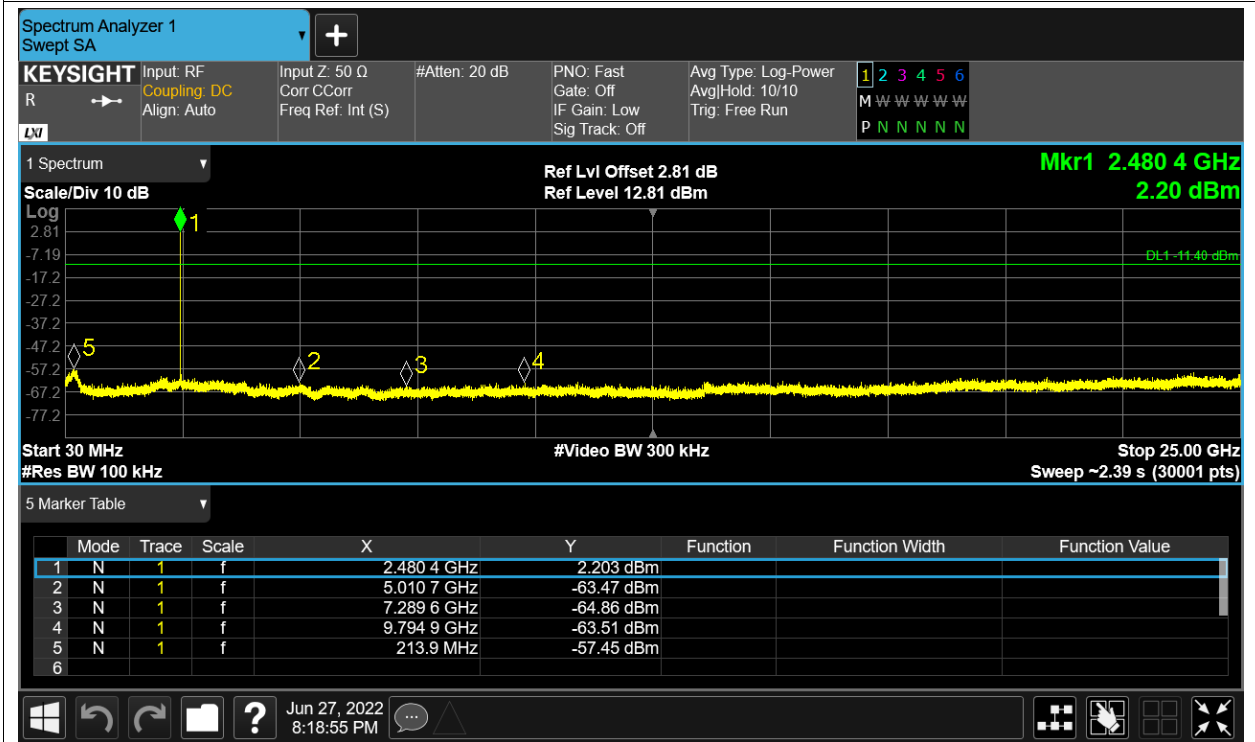 Spectrum Analyzer 1
Swept SA
+
KEYSIGHT
R
LXI
Input: RF
Coupling: DC
Align: Auto
Input Z: 50 Ω
Corr CCorr
Freq Ref: Int (S)
#Atten: 20 dB
PNO: Fast
Gate: Off
IF Gain: Low
Sig Track: Off
Avg Type: Log-Power
Avg|Hold: 10/10
Trig: Free Run
1 2 3 4 5 6
M W W W W W
P N N N N N
1 Spectrum
Scale/Div 10 dB
Ref Lvl Offset 2.81 dB
Ref Level 12.81 dBm
Mkr1 2.480 4 GHz
2.20 dBm
Log
2.81
-7.19
-17.2
-27.2
-37.2
-47.2
-57.2
-67.2
-77.2
DL1 -11.40 dBm
1
5
2
3
4
Start 30 MHz
#Video BW 300 kHz
Stop 25.00 GHz
#Res BW 100 kHz
Sweep ~2.39 s (30001 pts)
5 Marker Table
Mode Trace Scale X Y Function Function Width Function Value
1 N 1 f 2.480 4 GHz 2.203 dBm
2 N 1 f 5.010 7 GHz -63.47 dBm
3 N 1 f 7.289 6 GHz -64.86 dBm
4 N 1 f 9.794 9 GHz -63.51 dBm
5 N 1 f 213.9 MHz -57.45 dBm
6
?
Jun 27, 2022
8:18:55 PM